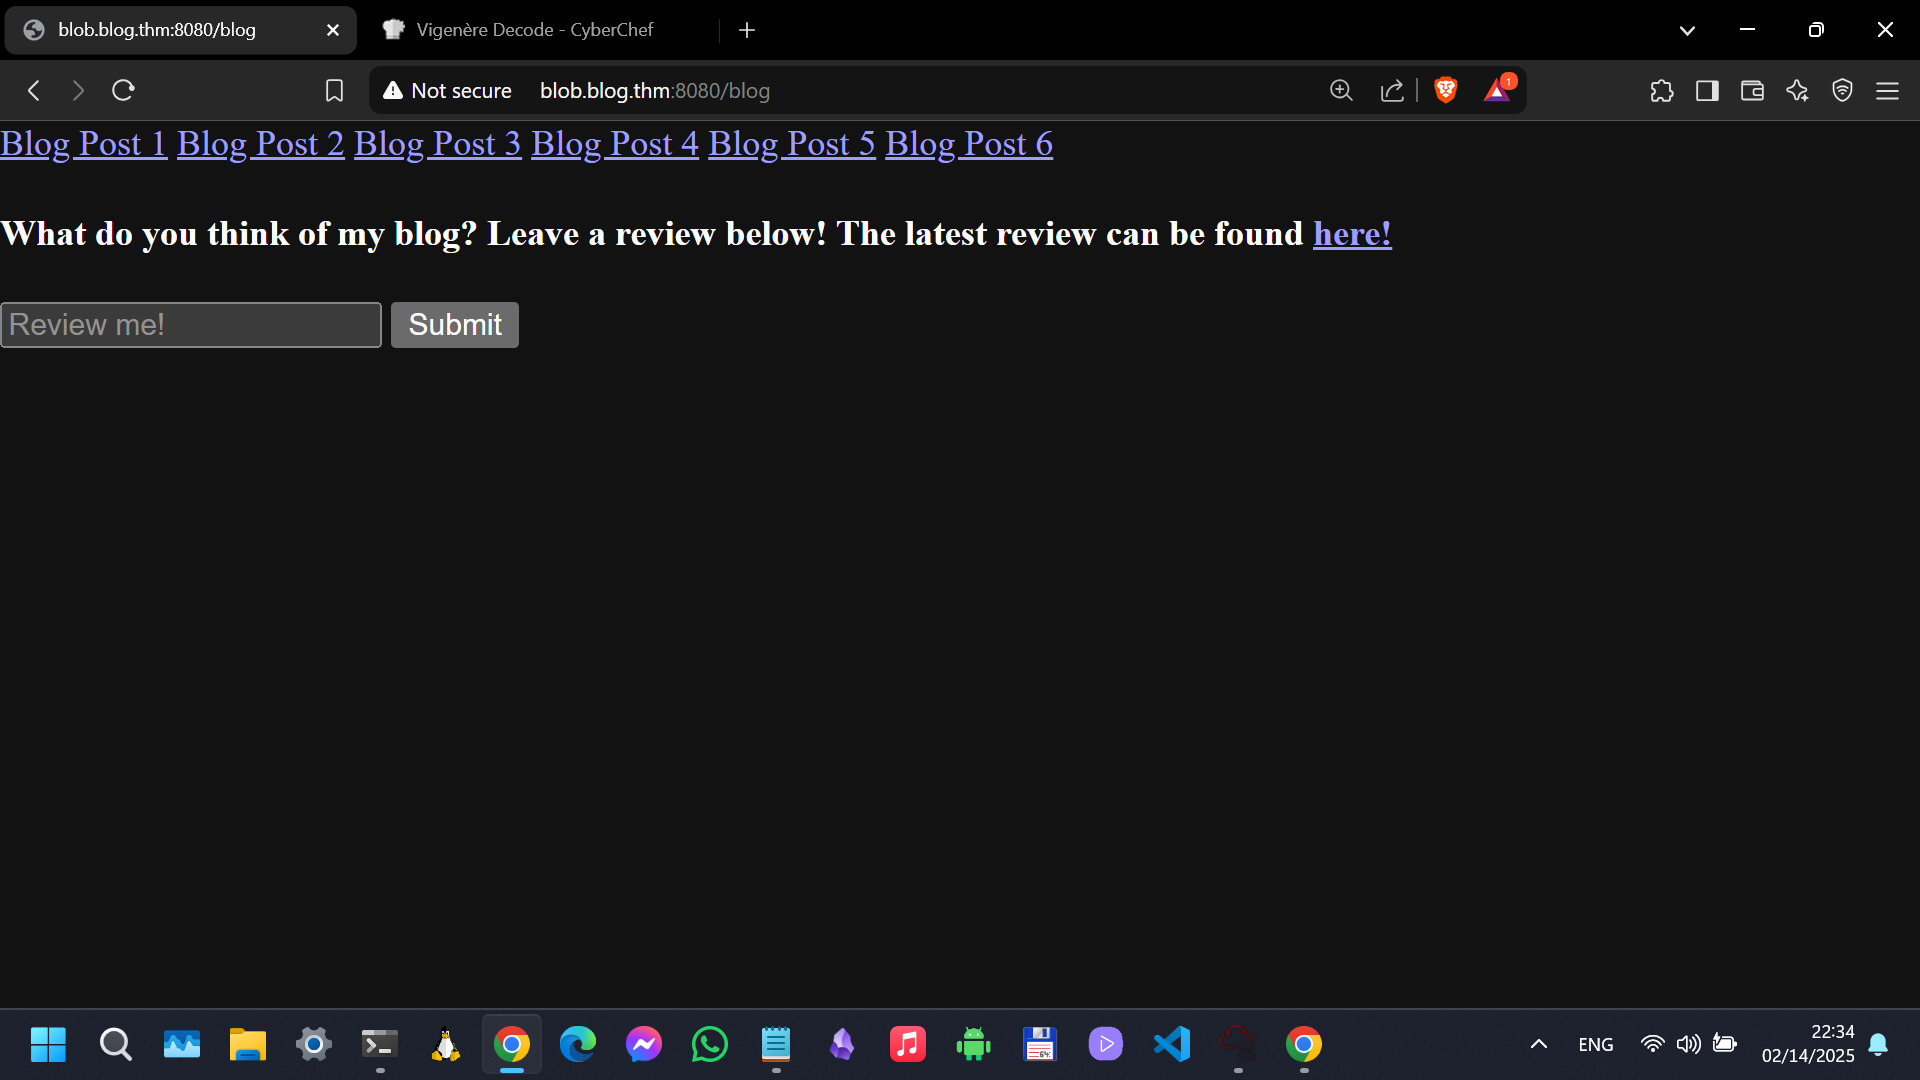 blob.blog.thm:8080/blog
Vigenère Decode - CyberChef
Not secure blob.blog.thm:8080/blog
1
Blog Post 1 Blog Post 2 Blog Post 3 Blog Post 4 Blog Post 5 Blog Post 6
What do you think of my blog? Leave a review below! The latest review can be found here!
Review me! Submit
64
ENG
22:34
02/14/2025